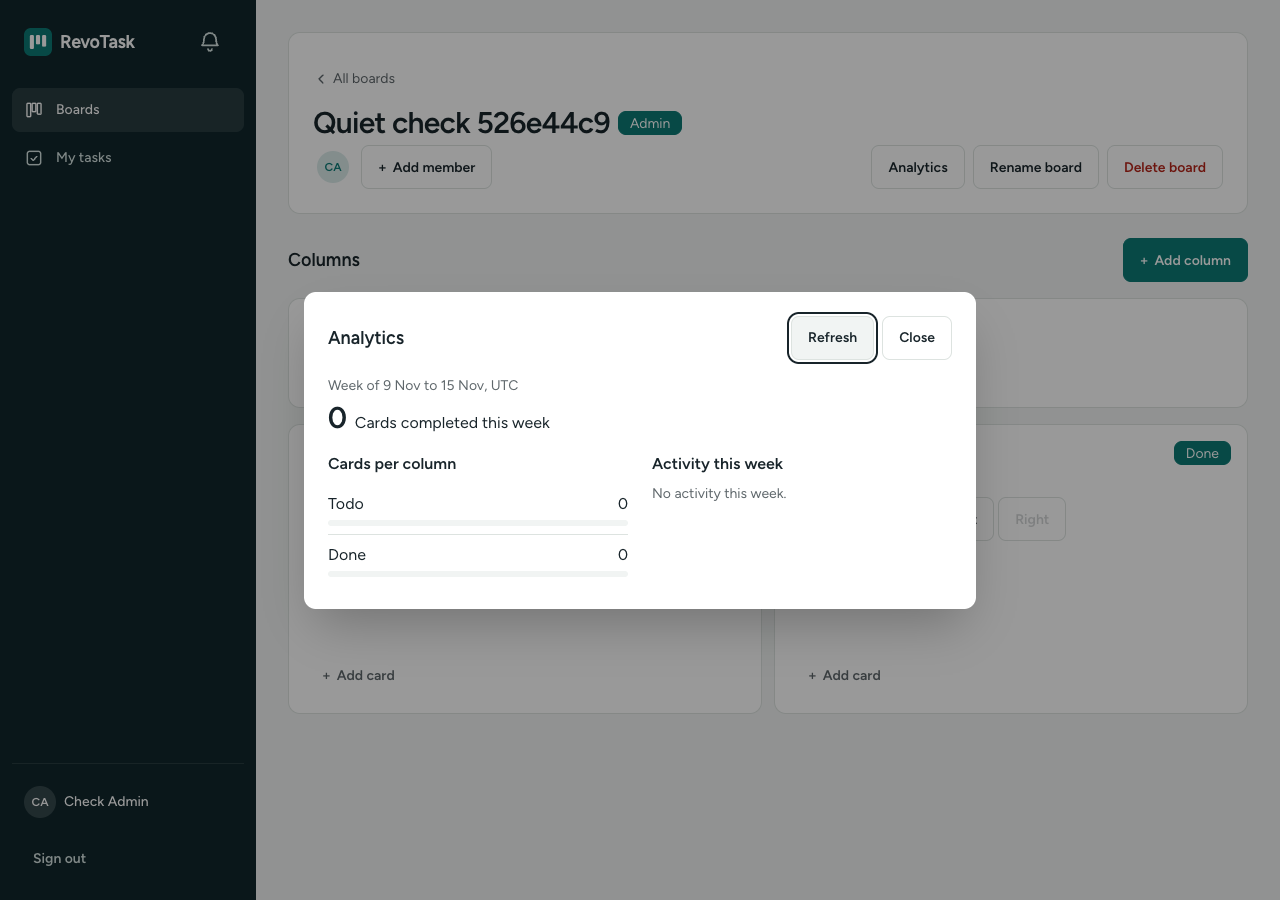 RevoTask
Boards
My tasks
All boards
Quiet check 526e44c9 Admin
CA + Add member Analytics Rename board Delete board
Columns + Add column
Analytics Refresh Close
Week of 9 Nov to 15 Nov, UTC
0 Cards completed this week
Cards per column
Todo 0
Done 0
Activity this week
No activity this week.
Done
Right
+ Add card + Add card
CA Check Admin
Sign out